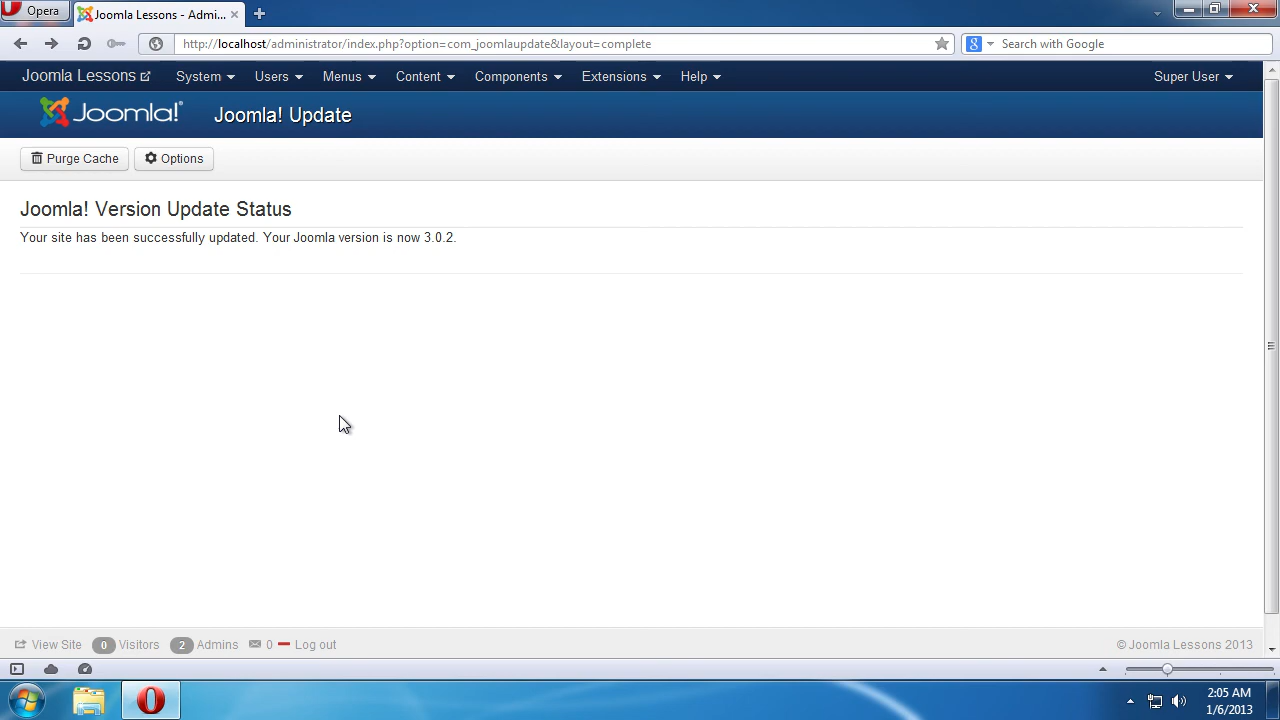 Opera
Joomla Lessons - Admi...
http://localhost/administrator/index.php?option=com_joomlaupdate&layout=complete
Search with Google
Joomla Lessons
System
Users
Menus
Content
Components
Extensions
Help
Super User
Joomla!®
Joomla! Update
Purge Cache
Options
Joomla! Version Update Status
Your site has been successfully updated. Your Joomla version is now 3.0.2.
View Site
0 Visitors
2 Admins
0
Log out
© Joomla Lessons 2013
2:05 AM
1/6/2013